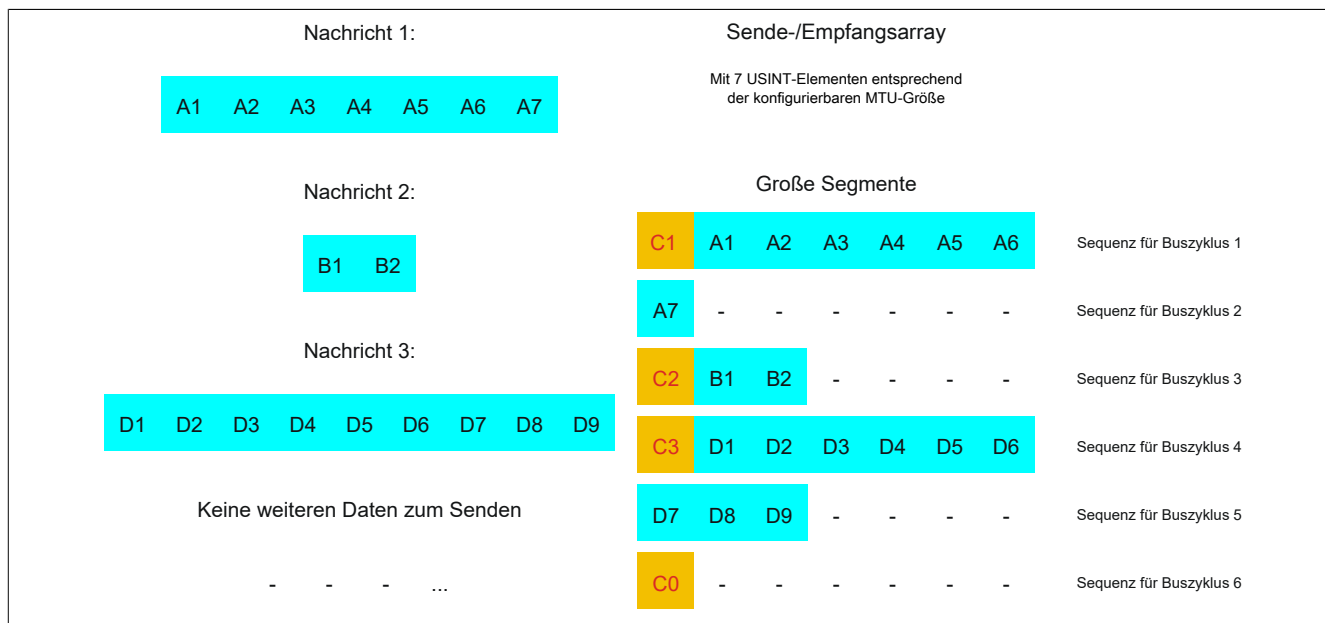 Nachricht 1:
A1 A2 A3 A4 A5 A6 A7
Nachricht 2:
B1 B2
Nachricht 3:
D1 D2 D3 D4 D5 D6 D7 D8 D9
Keine weiteren Daten zum Senden
- - - ...
Sende-/Empfangsarray
Mit 7 USINT-Elementen entsprechend
der konfigurierbaren MTU-Größe
Große Segmente
C1 A1 A2 A3 A4 A5 A6 Sequenz für Buszyklus 1
A7 - - - - - - Sequenz für Buszyklus 2
C2 B1 B2 - - - - Sequenz für Buszyklus 3
C3 D1 D2 D3 D4 D5 D6 Sequenz für Buszyklus 4
D7 D8 D9 - - - - Sequenz für Buszyklus 5
C0 - - - - - - Sequenz für Buszyklus 6